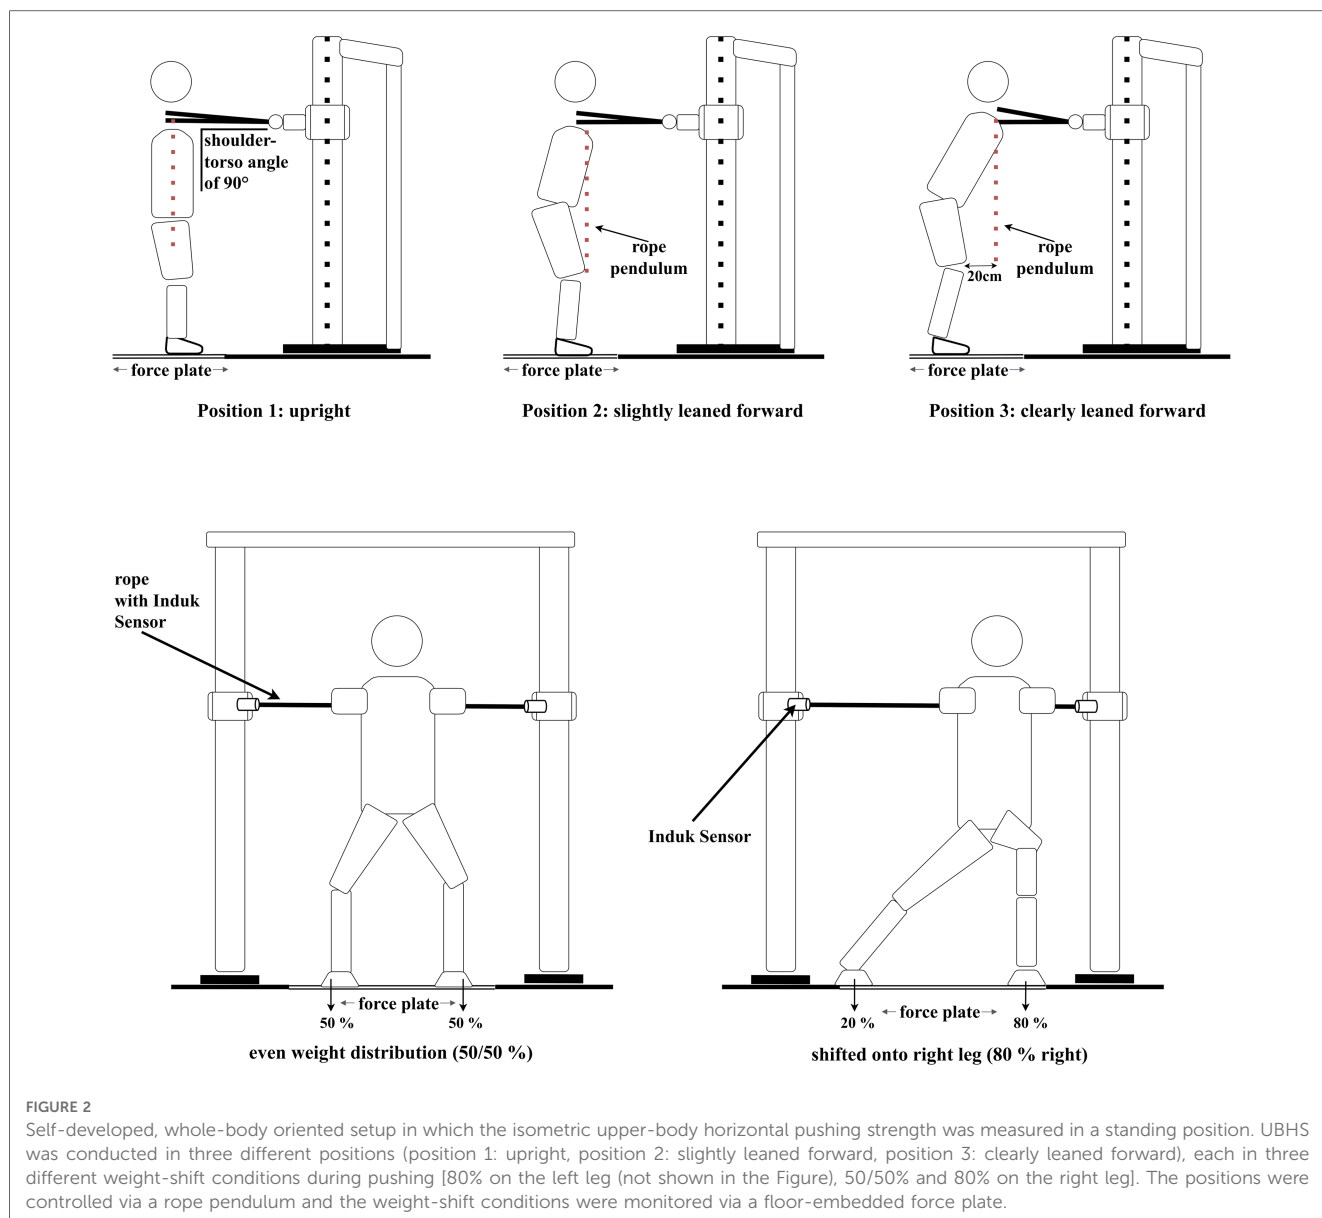 shoulder-
torso angle
of 90°
force plate
Position 1: upright
rope
pendulum
force plate
Position 2: slightly leaned forward
rope
pendulum
20cm
force plate
Position 3: clearly leaned forward
rope
with Induk
Sensor
50 %
force plate
50 %
even weight distribution (50/50 %)
Induk Sensor
20 %
force plate
80 %
shifted onto right leg (80 % right)
FIGURE 2
Self-developed, whole-body oriented setup in which the isometric upper-body horizontal pushing strength was measured in a standing position. UBHS
was conducted in three different positions (position 1: upright, position 2: slightly leaned forward, position 3: clearly leaned forward), each in three
different weight-shift conditions during pushing [80% on the left leg (not shown in the Figure), 50/50% and 80% on the right leg]. The positions were
controlled via a rope pendulum and the weight-shift conditions were monitored via a floor-embedded force plate.